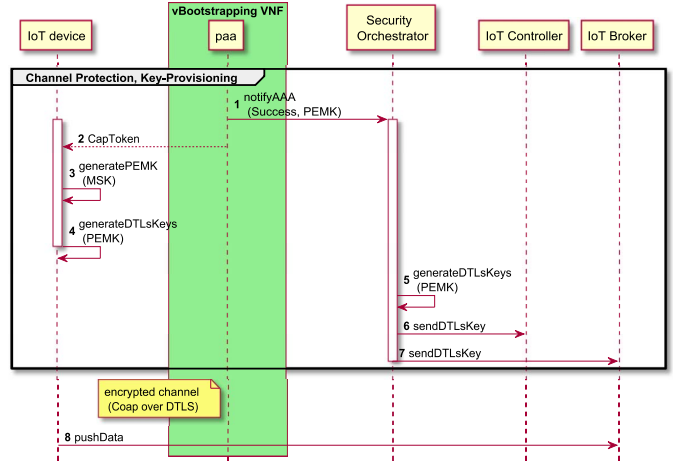 vBootstrapping VNF
IoT device
paa
Security
Orchestrator
IoT Controller
IoT Broker
Channel Protection, Key-Provisioning
1 notifyAAA
(Success, PEMK)
2 CapToken
3 generatePEMK
(MSK)
4 generateDTLsKeys
(PEMK)
5 generateDTLsKeys
(PEMK)
6 sendDTLsKey
7 sendDTLsKey
encrypted channel
(Coap over DTLS)
8 pushData